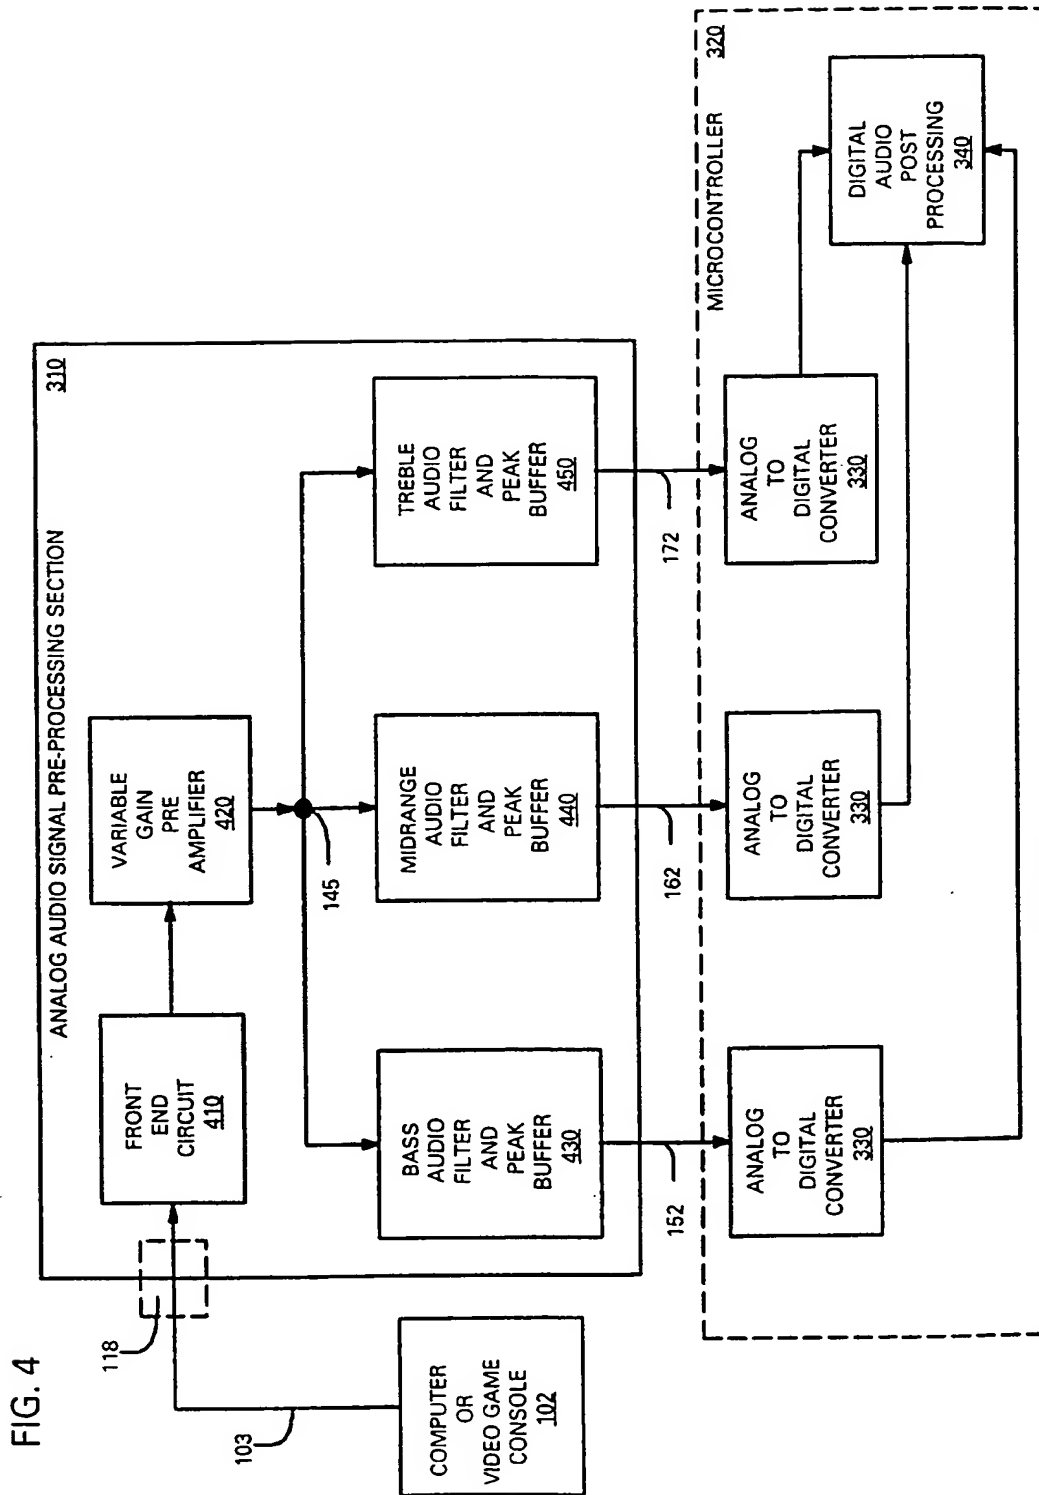 FIG. 4
ANALOG AUDIO SIGNAL PRE-PROCESSING SECTION
310
118
103
COMPUTER
OR
VIDEO GAME
CONSOLE
102
FRONT
END
CIRCUIT
410
VARIABLE
GAIN
PRE
AMPLIFIER
420
145
BASS
AUDIO
FILTER
AND
PEAK
BUFFER
430
MIDRANGE
AUDIO
FILTER
AND
PEAK
BUFFER
440
TREBLE
AUDIO
FILTER
AND
PEAK
BUFFER
450
152
162
172
MICROCONTROLLER
320
ANALOG
TO
DIGITAL
CONVERTER
330
ANALOG
TO
DIGITAL
CONVERTER
330
ANALOG
TO
DIGITAL
CONVERTER
330
DIGITAL
AUDIO
POST
PROCESSING
340